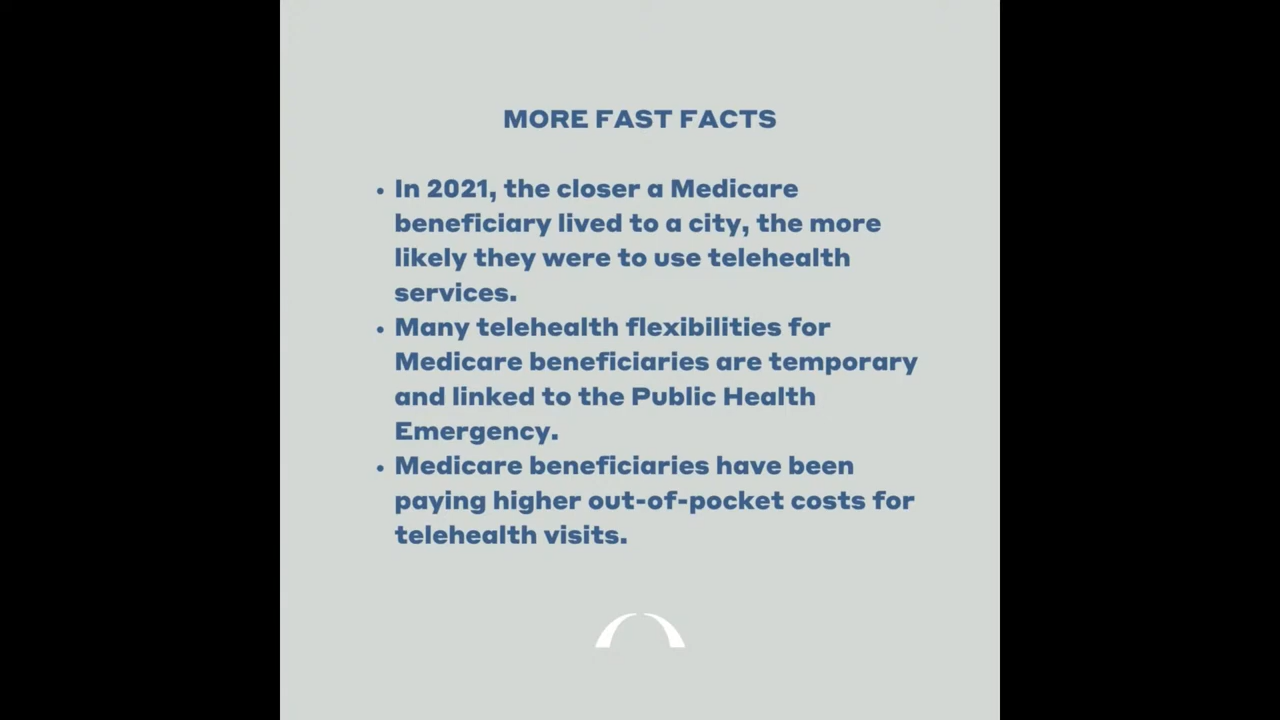 MORE FAST FACTS
• In 2021, the closer a Medicare
beneficiary lived to a city, the more
likely they were to use telehealth
services.
• Many telehealth flexibilities for
Medicare beneficiaries are temporary
and linked to the Public Health
Emergency.
• Medicare beneficiaries have been
paying higher out-of-pocket costs for
telehealth visits.